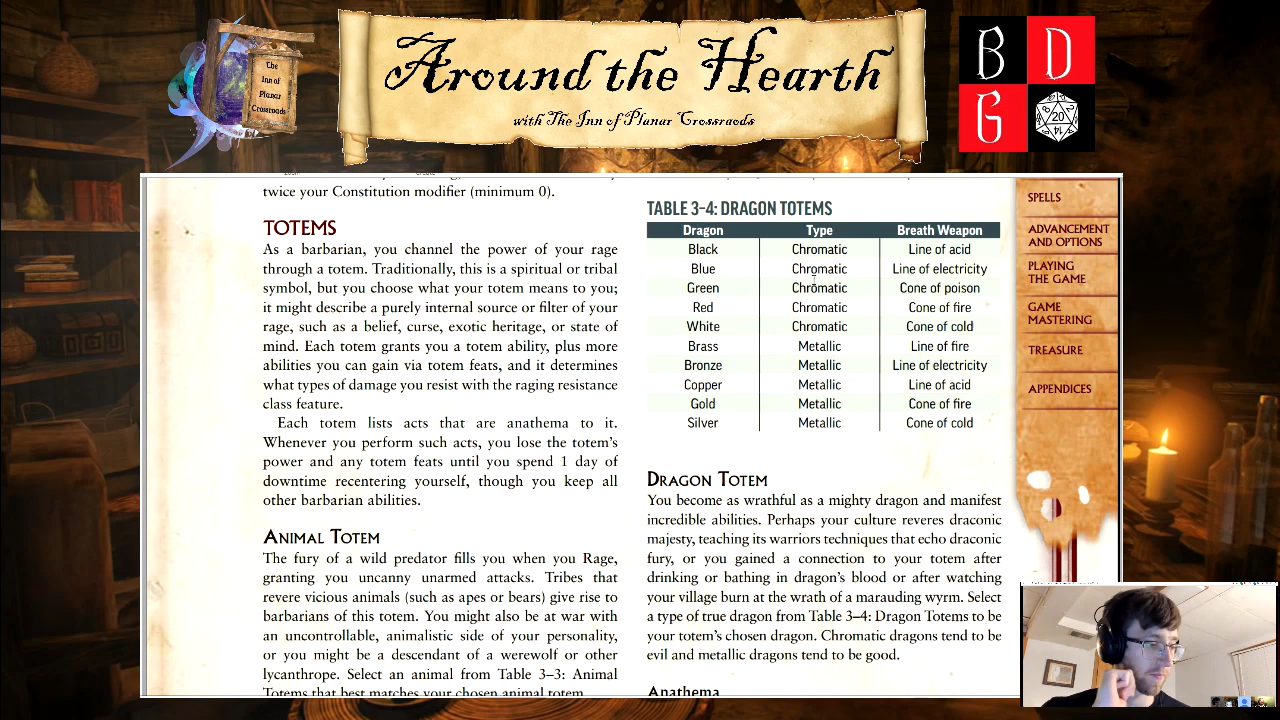 The
Inn of
Planar
Crossroads
Around the Hearth
with The Inn of Planar Crossroads
B D
G
20
twice your Constitution modifier (minimum 0).
TOTEMS
As a barbarian, you channel the power of your rage
through a totem. Traditionally, this is a spiritual or tribal
symbol, but you choose what your totem means to you;
it might describe a purely internal source or filter of your
rage, such as a belief, curse, exotic heritage, or state of
mind. Each totem grants you a totem ability, plus more
abilities you can gain via totem feats, and it determines
what types of damage you resist with the raging resistance
class feature.
Each totem lists acts that are anathema to it.
Whenever you perform such acts, you lose the totem's
power and any totem feats until you spend 1 day of
downtime recentering yourself, though you keep all
other barbarian abilities.
ANIMAL TOTEM
The fury of a wild predator fills you when you Rage,
granting you uncanny unarmed attacks. Tribes that
revere vicious animals (such as apes or bears) give rise to
barbarians of this totem. You might also be at war with
an uncontrollable, animalistic side of your personality,
or you might be a descendant of a werewolf or other
lycanthrope. Select an animal from Table 3-3: Animal
Totems that best matches your chosen animal totem.
TABLE 3-4: DRAGON TOTEMS
Dragon Type Breath Weapon
Black Chromatic Line of acid
Blue Chromatic Line of electricity
Green Chromatic Cone of poison
Red Chromatic Cone of fire
White Chromatic Cone of cold
Brass Metallic Line of fire
Bronze Metallic Line of electricity
Copper Metallic Line of acid
Gold Metallic Cone of fire
Silver Metallic Cone of cold
DRAGON TOTEM
You become as wrathful as a mighty dragon and manifest
incredible abilities. Perhaps your culture reveres draconic
majesty, teaching its warriors techniques that echo draconic
fury, or you gained a connection to your totem after
drinking or bathing in dragon's blood or after watching
your village burn at the wrath of a marauding wyrm. Select
a type of true dragon from Table 3–4: Dragon Totems to be
your totem's chosen dragon. Chromatic dragons tend to be
evil and metallic dragons tend to be good.
Anathema
SPELLS
ADVANCEMENT
AND OPTIONS
PLAYING
THE GAME
GAME
MASTERING
TREASURE
APPENDICES